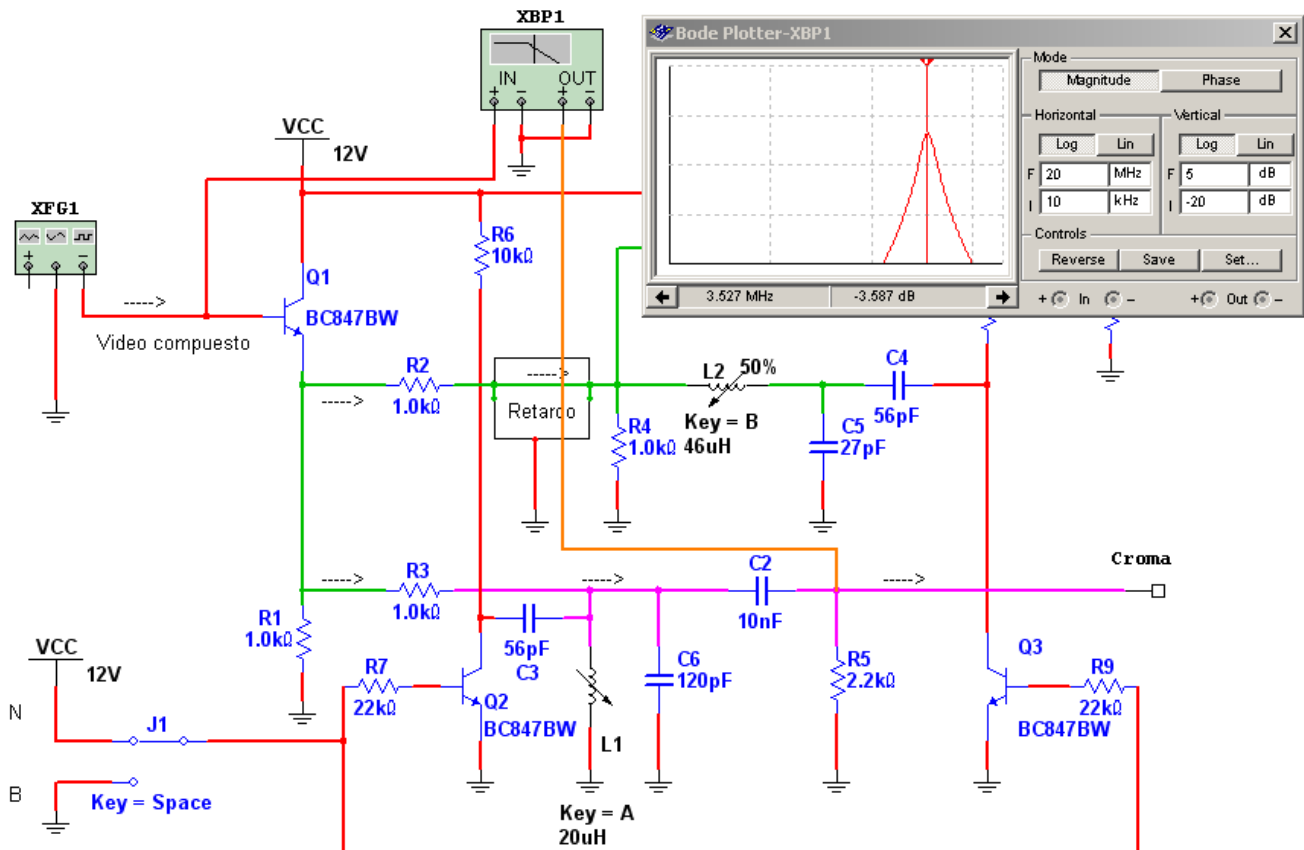 XBP1
IN OUT
+ - + -
Bode Plotter-XBP1
Mode
Magnitude Phase
Horizontal Vertical
Log Lin Log Lin
F 20 MHz F 5 dB
I 10 kHz I -20 dB
Controls
Reverse Save Set...
3.527 MHz -3.587 dB
+ In - + Out -
VCC
12V
XFG1
+ -
R6
10kΩ
Q1
BC847BW
---->
Video compuesto
R2
1.0kΩ
---->
---->
Retardo
L2 50%
Key = B
46uH
C4
56pF
R4
1.0kΩ
C5
27pF
---->
R3
1.0kΩ
---->
C2
10nF
---->
Croma
R1
1.0kΩ
56pF
C3
C6
120pF
R5
2.2kΩ
Q3
BC847BW
R9
22kΩ
VCC
12V
R7
22kΩ
Q2
BC847BW
N
J1
L1
B
Key = Space
Key = A
20uH